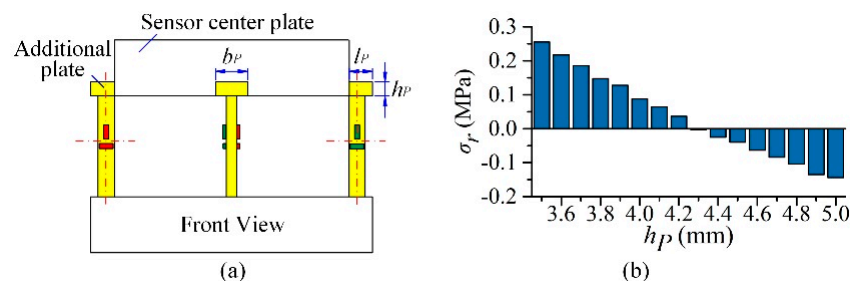 Sensor center plate
Additional
plate
bP
lP
hP
Front View
(a)
0.3
0.2
0.1
0.0
-0.1
-0.2
σr (MPa)
3.6 3.8 4.0 4.2 4.4 4.6 4.8 5.0
hP (mm)
(b)